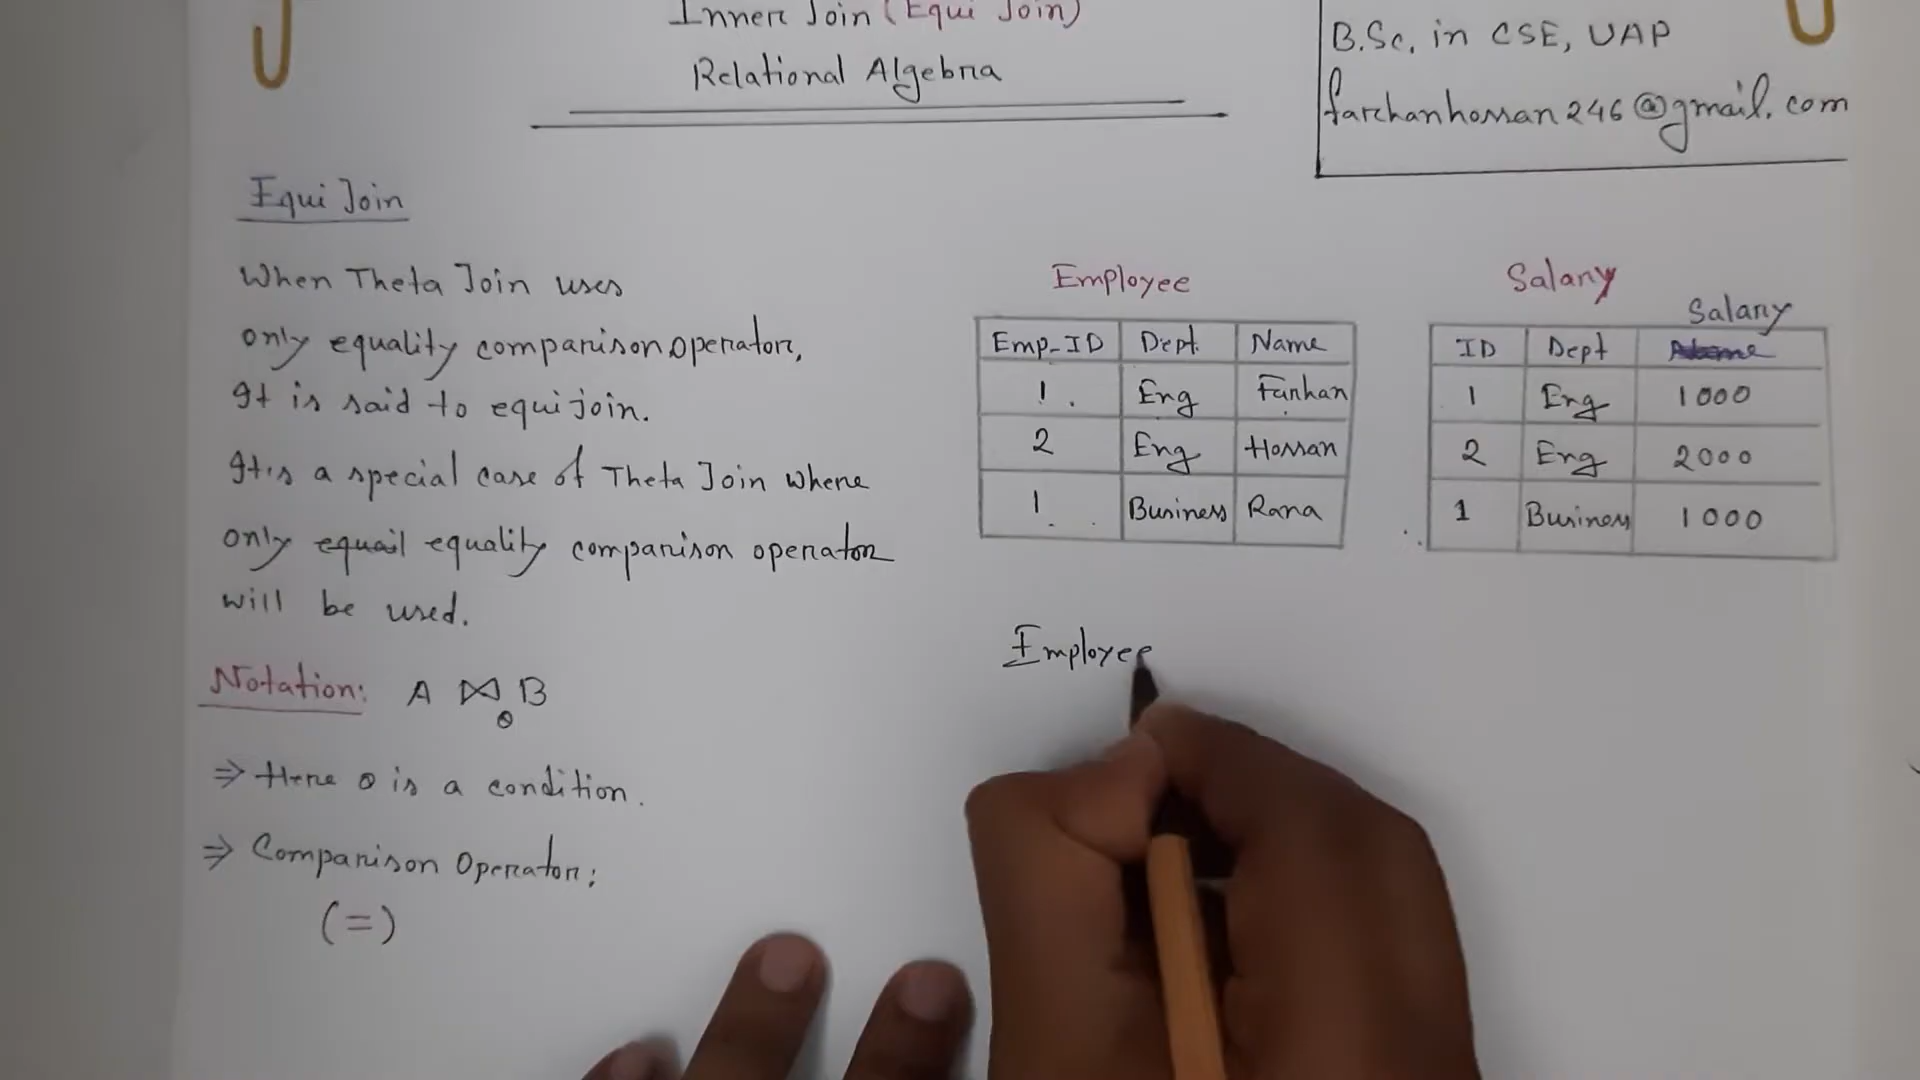 Inner Join (Equi Join)
Relational Algebra
B.Sc. in CSE, UAP
farhanhossan246@gmail.com
Equi Join
When Theta Join uses
only equality comparison operator,
It is said to equi join.
It is a special case of Theta Join where
only equail equality comparison operator
will be used.
Notation: A ⋈ B
θ
⇒ Here θ is a condition.
⇒ Comparison Operator:
(=)
Employee
Emp_ID Dept. Name
1 Eng Farhan
2 Eng Hossan
1 Business Rana
Salary
Salary
ID Dept
1 Eng 1000
2 Eng 2000
1 Business 1000
Employee